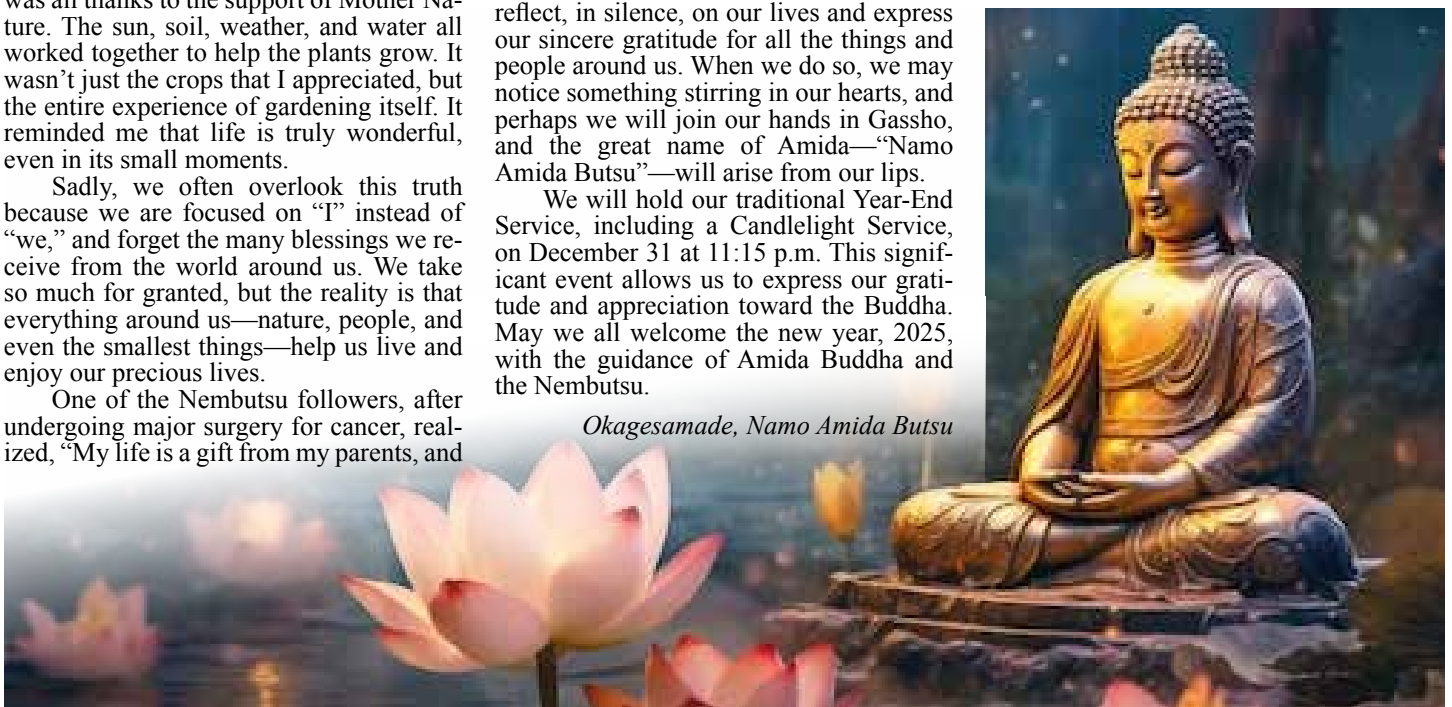 was all thanks to the support of Mother Na-
ture. The sun, soil, weather, and water all
worked together to help the plants grow. It
wasn’t just the crops that I appreciated, but
the entire experience of gardening itself. It
reminded me that life is truly wonderful,
even in its small moments.
Sadly, we often overlook this truth
because we are focused on “I” instead of
“we,” and forget the many blessings we re-
ceive from the world around us. We take
so much for granted, but the reality is that
everything around us—nature, people, and
even the smallest things—help us live and
enjoy our precious lives.
One of the Nembutsu followers, after
undergoing major surgery for cancer, real-
ized, “My life is a gift from my parents, and
reflect, in silence, on our lives and express
our sincere gratitude for all the things and
people around us. When we do so, we may
notice something stirring in our hearts, and
perhaps we will join our hands in Gassho,
and the great name of Amida—“Namo
Amida Butsu”—will arise from our lips.
We will hold our traditional Year-End
Service, including a Candlelight Service,
on December 31 at 11:15 p.m. This signif-
icant event allows us to express our grati-
tude and appreciation toward the Buddha.
May we all welcome the new year, 2025,
with the guidance of Amida Buddha and
the Nembutsu.
Okagesamade, Namo Amida Butsu